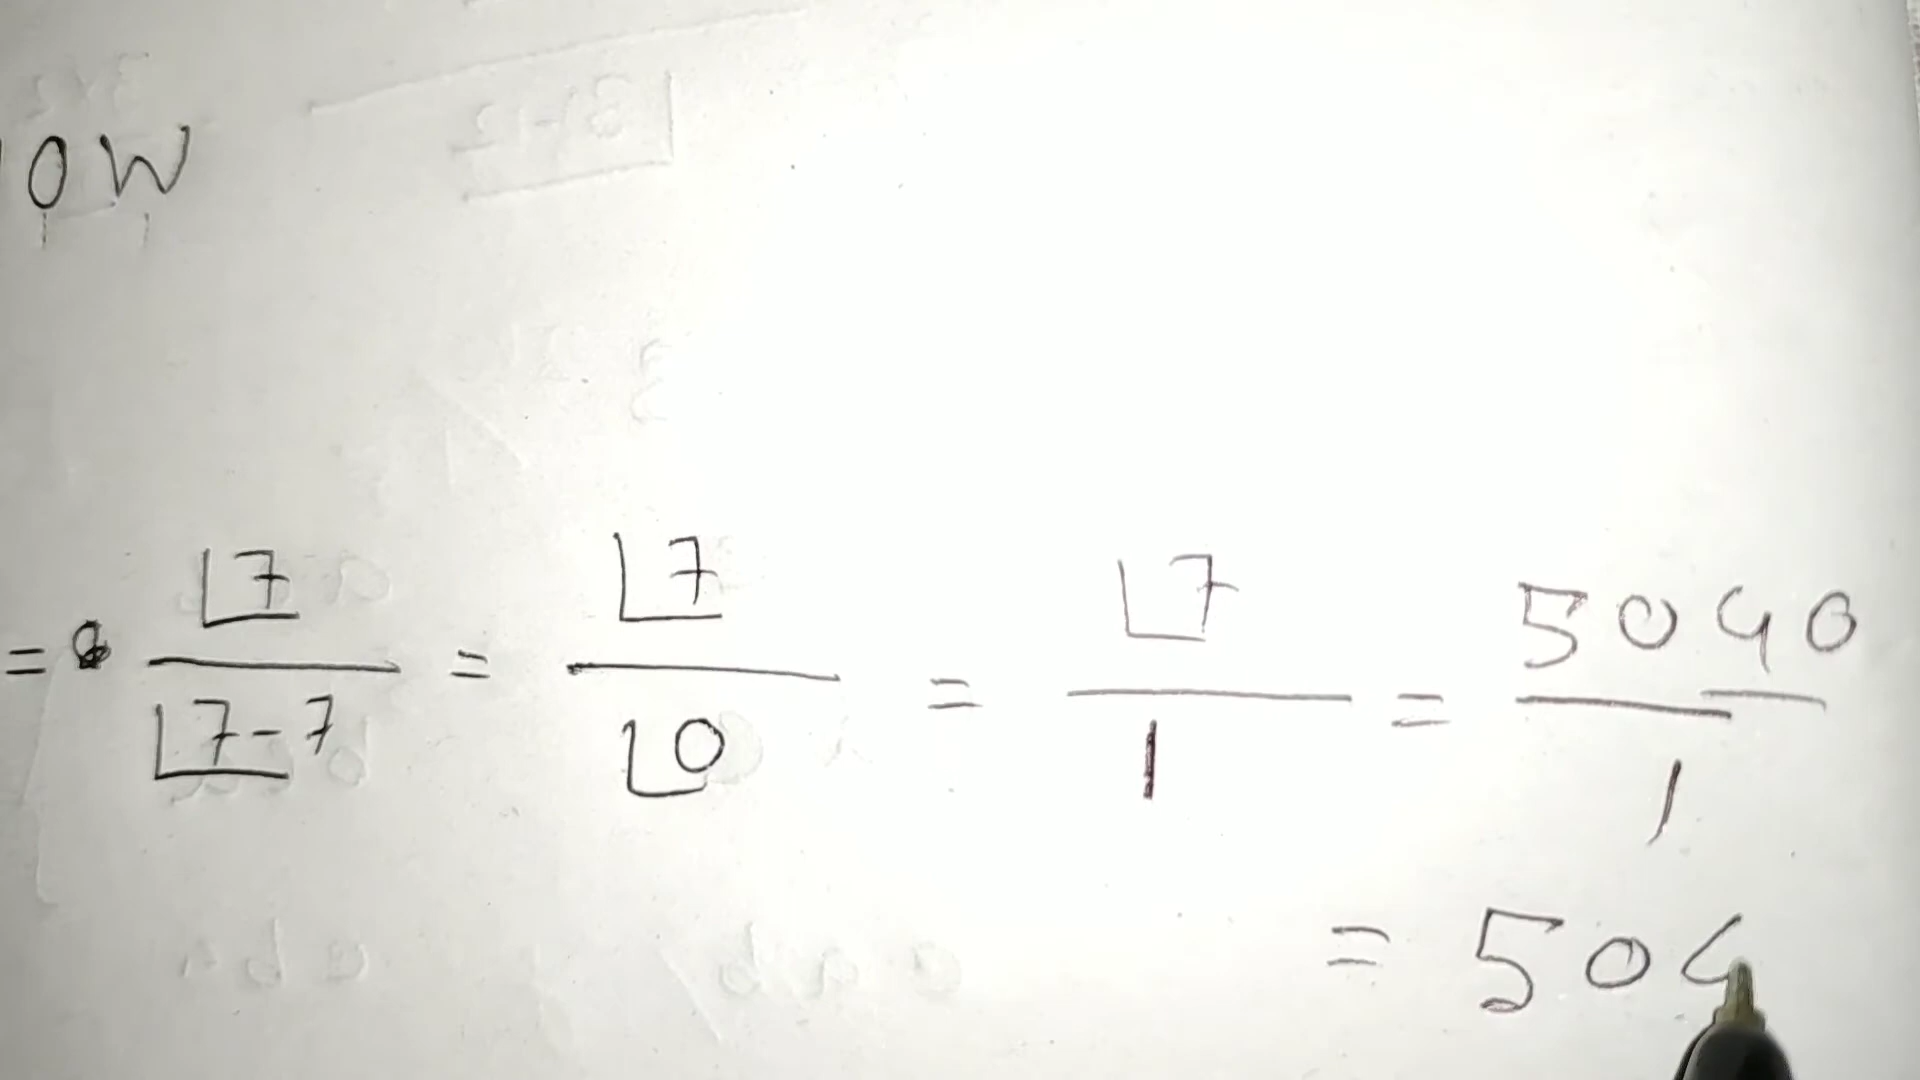 OW
= ⌊7 / ⌊7-7 = ⌊7 / ⌊0 = ⌊7 / 1 = 5040 / 1
= 504